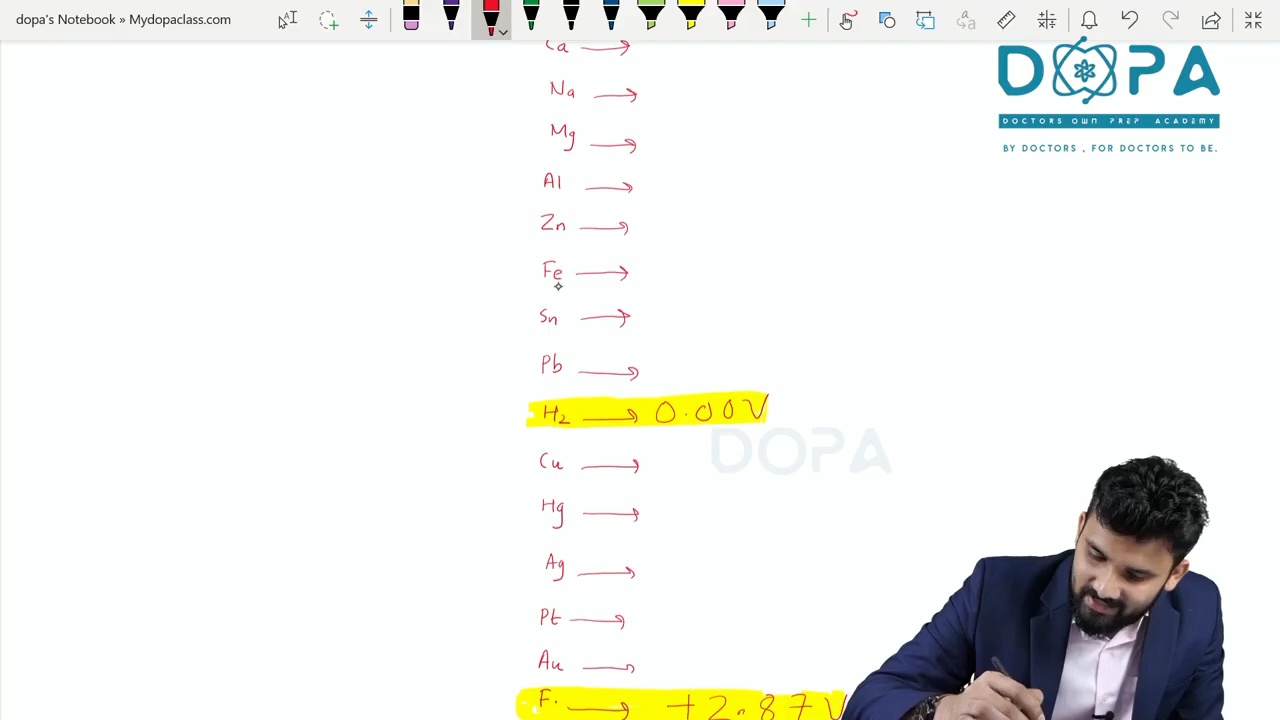 dopa's Notebook » Mydopaclass.com
Ca →
DOPA
Na →
DOCTORS OWN PREP ACADEMY
Mg →
BY DOCTORS , FOR DOCTORS TO BE.
Al →
Zn →
Fe →
Sn →
Pb →
H2 → 0.00V
DOPA
Cu →
Hg →
Ag →
Pt →
Au →
F. → +2.87V